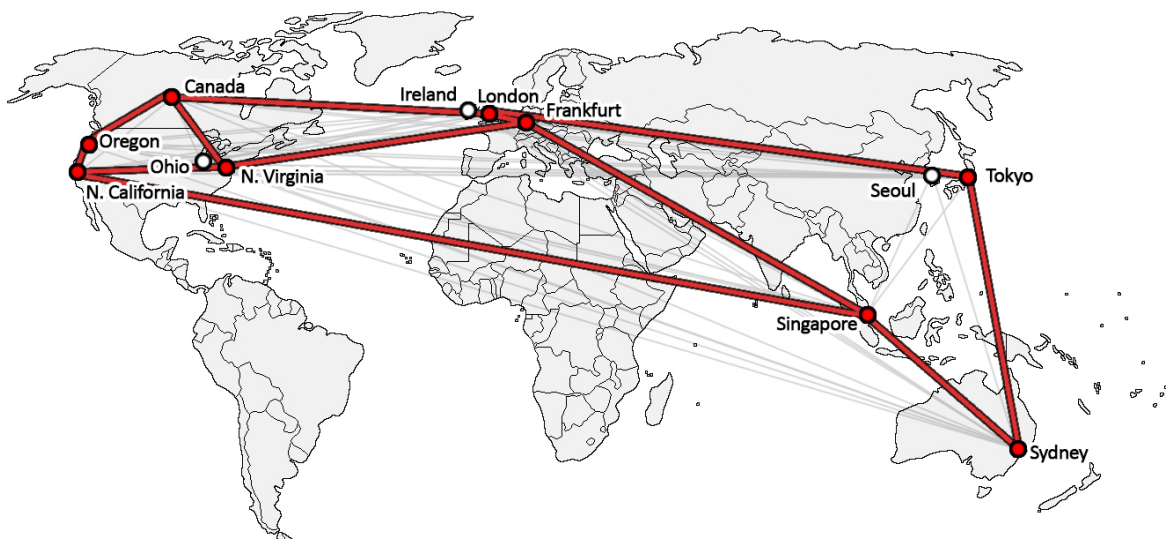 Canada
Ireland
London
Frankfurt
Oregon
Ohio
N. Virginia
N. California
Seoul
Tokyo
Singapore
Sydney